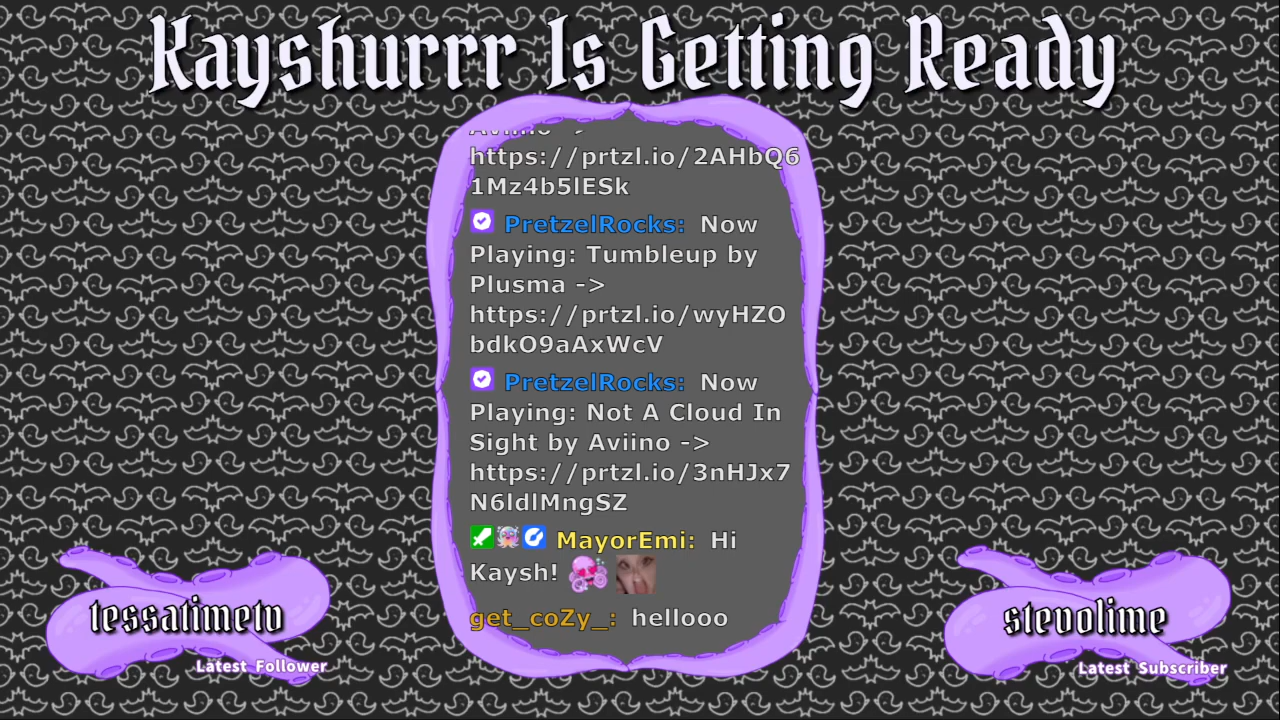 Kayshurrr Is Getting Ready
Aviino ->
https://prtzl.io/2AHbQ6
1Mz4b5lESk
PretzelRocks: Now
Playing: Tumbleup by
Plusma ->
https://prtzl.io/wyHZO
bdkO9aAxWcV
PretzelRocks: Now
Playing: Not A Cloud In
Sight by Aviino ->
https://prtzl.io/3nHJx7
N6ldlMngSZ
MayorEmi: Hi
Kaysh!
get_coZy_: hellooo
tessatimetv
Latest Follower
stevolime
Latest Subscriber